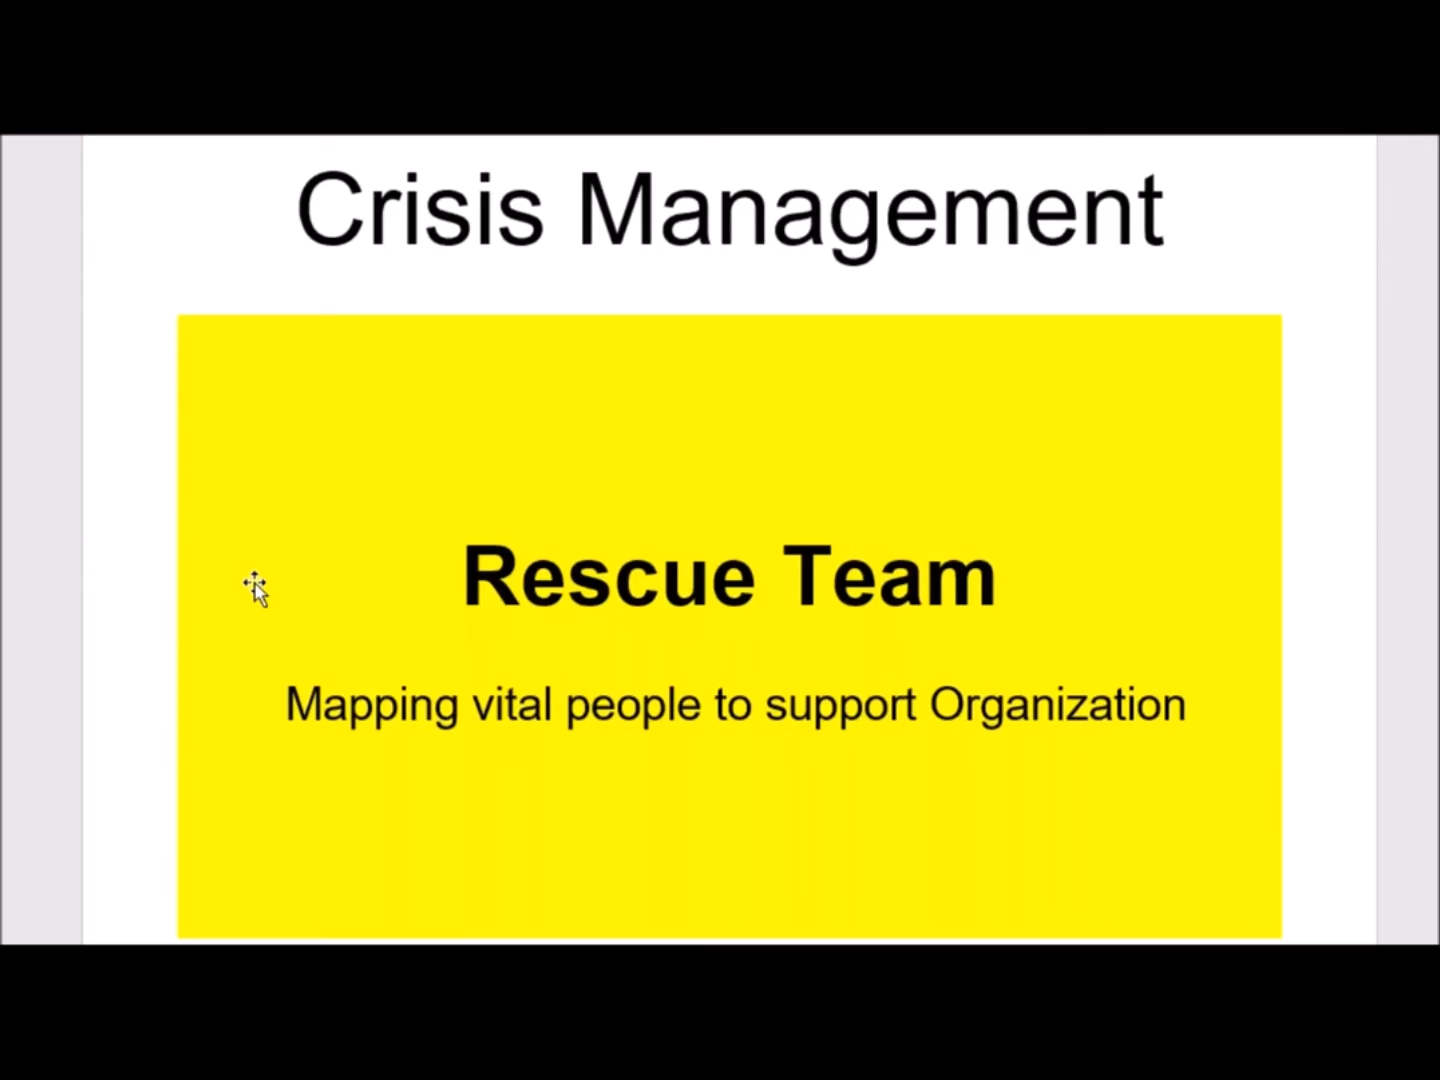 Crisis Management
Rescue Team
Mapping vital people to support Organization